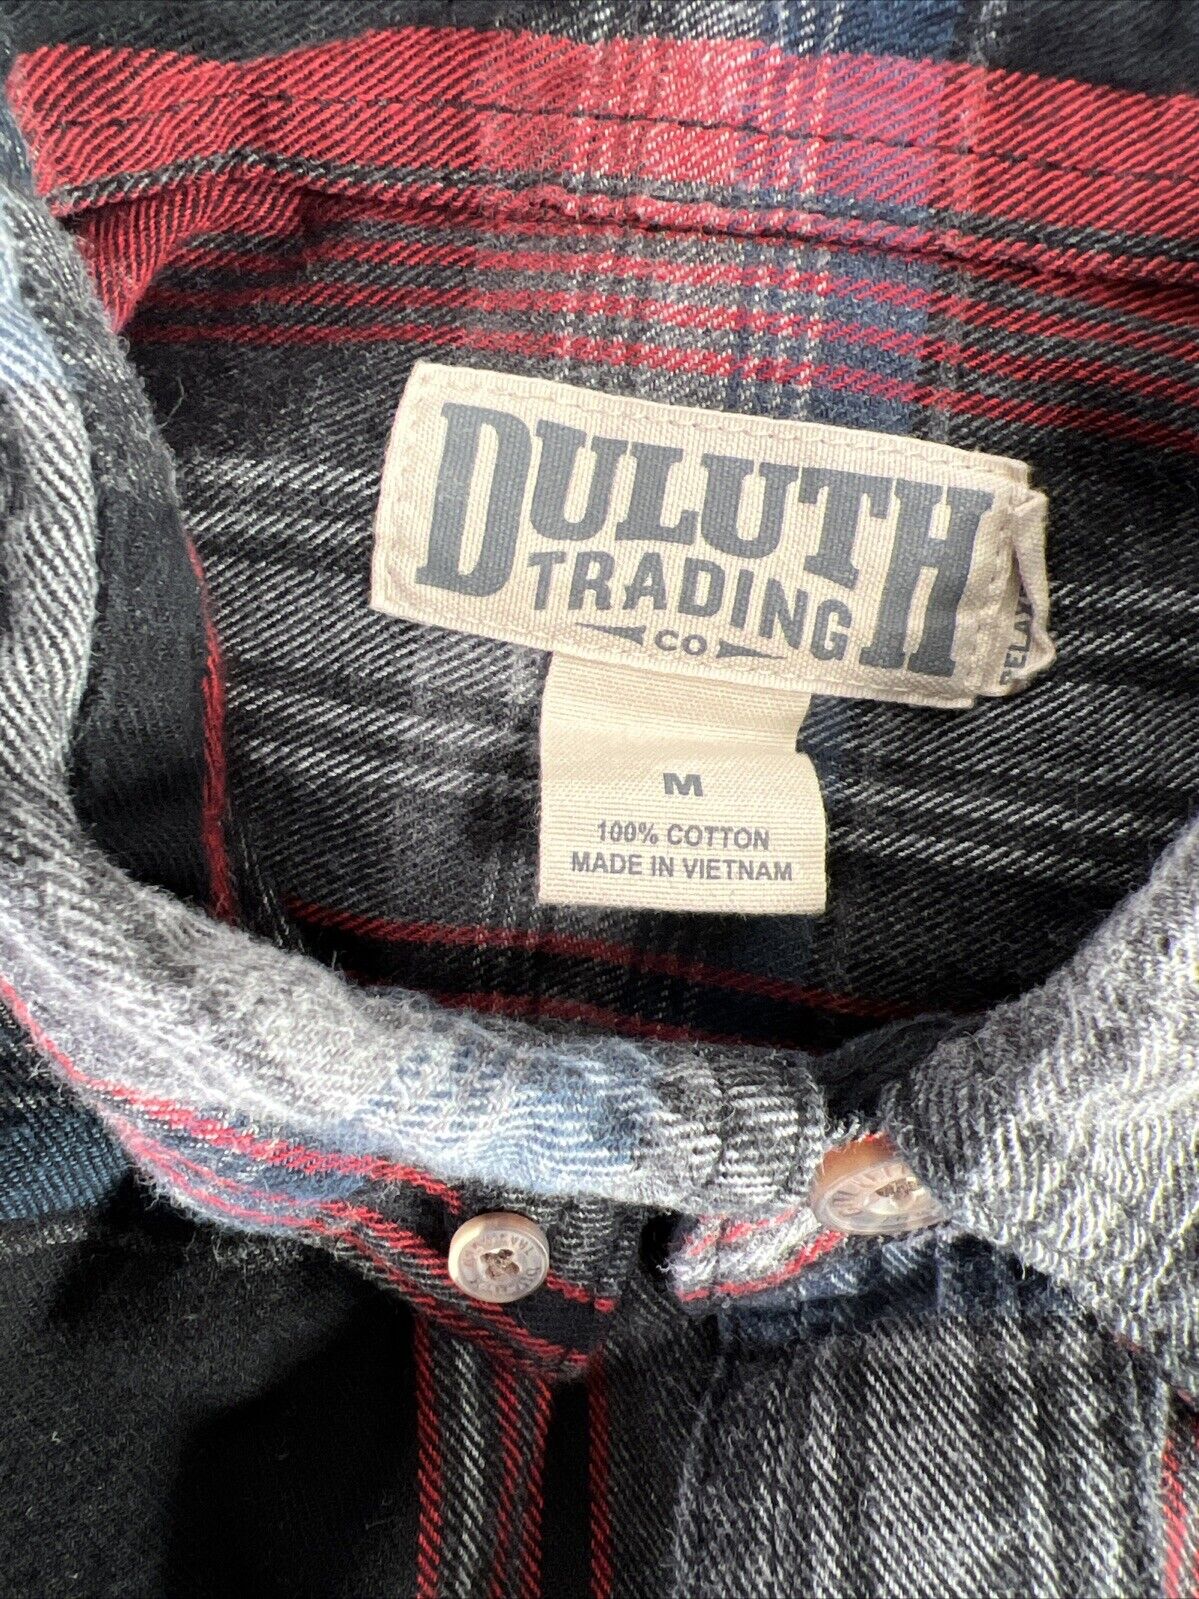 DULUTH
TRADING
CO
M
100% COTTON
MADE IN VIETNAM